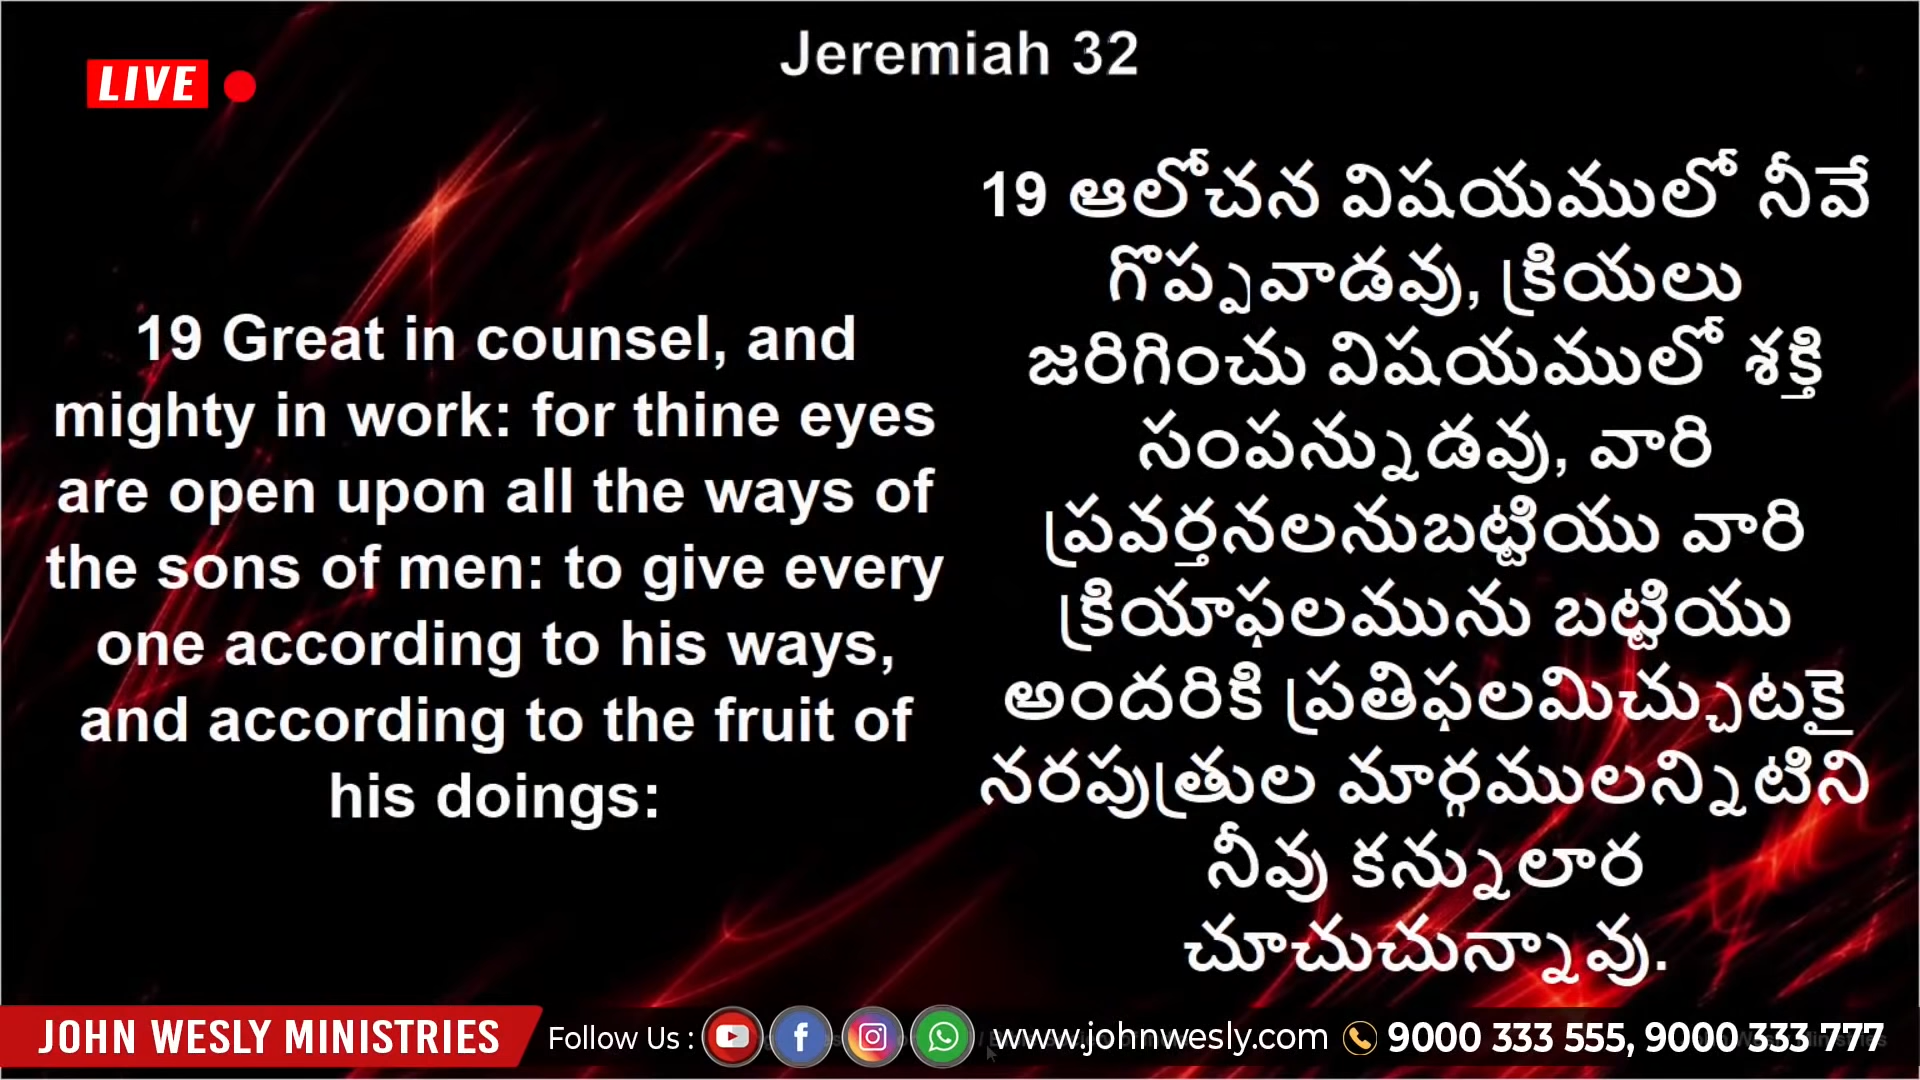 Jeremiah 32
LIVE
19 Great in counsel, and
mighty in work: for thine eyes
are open upon all the ways of
the sons of men: to give every
one according to his ways,
and according to the fruit of
his doings:
19 ఆలోచన విషయములో నీవే
గొప్పవాడవు, క్రియలు
జరిగించు విషయములో శక్తి
సంపన్నుడవు, వారి
ప్రవర్తనలనుబట్టియు వారి
క్రియాఫలమును బట్టియు
అందరికి ప్రతిఫలమిచ్చుటకై
నరపుత్రుల మార్గములన్నిటిని
నీవు కన్నులార
చూచుచున్నావు.
JOHN WESLY MINISTRIES
Follow Us :
www.johnwesly.com
9000 333 555, 9000 333 777